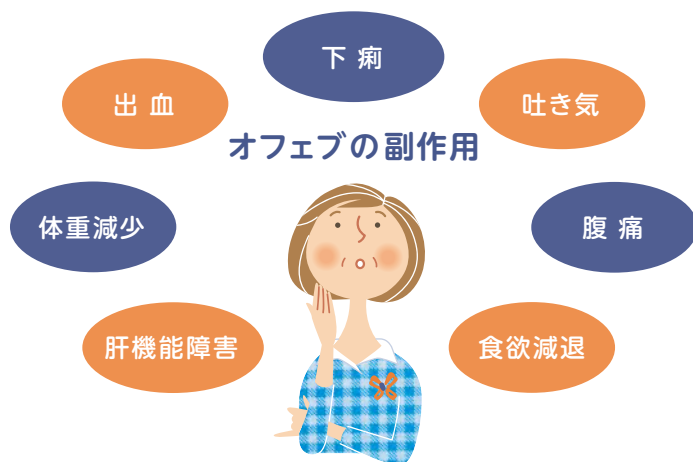 下 痢
出 血
吐き気
オフェブの副作用
体重減少
腹 痛
肝機能障害
食欲減退